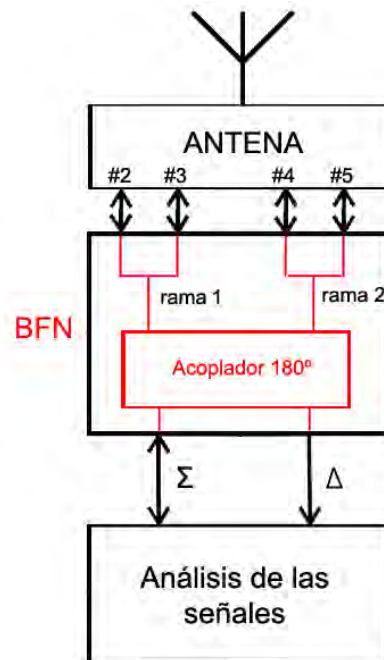 ANTENA
#2 #3 #4 #5
rama 1 rama 2
BFN
Acoplador 180º
Σ Δ
Análisis de las
señales